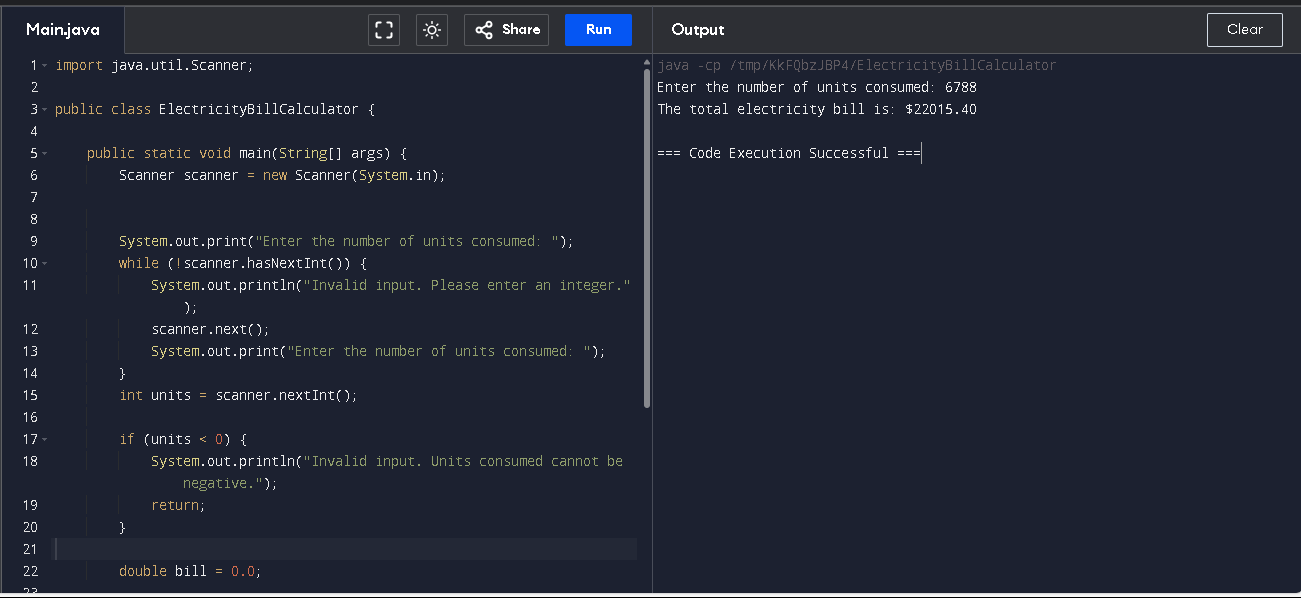 Main.java
Share
Run
Output
Clear
1 import java.util.Scanner;
2
3 public class ElectricityBillCalculator {
4
5 public static void main(String[] args) {
6 Scanner scanner = new Scanner(System.in);
7
8
9 System.out.print("Enter the number of units consumed: ");
10 while (!scanner.hasNextInt()) {
11 System.out.println("Invalid input. Please enter an integer."
);
12 scanner.next();
13 System.out.print("Enter the number of units consumed: ");
14 }
15 int units = scanner.nextInt();
16
17 if (units < 0) {
18 System.out.println("Invalid input. Units consumed cannot be
negative.");
19 return;
20 }
21
22 double bill = 0.0;
23
java -cp /tmp/KkFQbzJBP4/ElectricityBillCalculator
Enter the number of units consumed: 6788
The total electricity bill is: $22015.40
=== Code Execution Successful ===